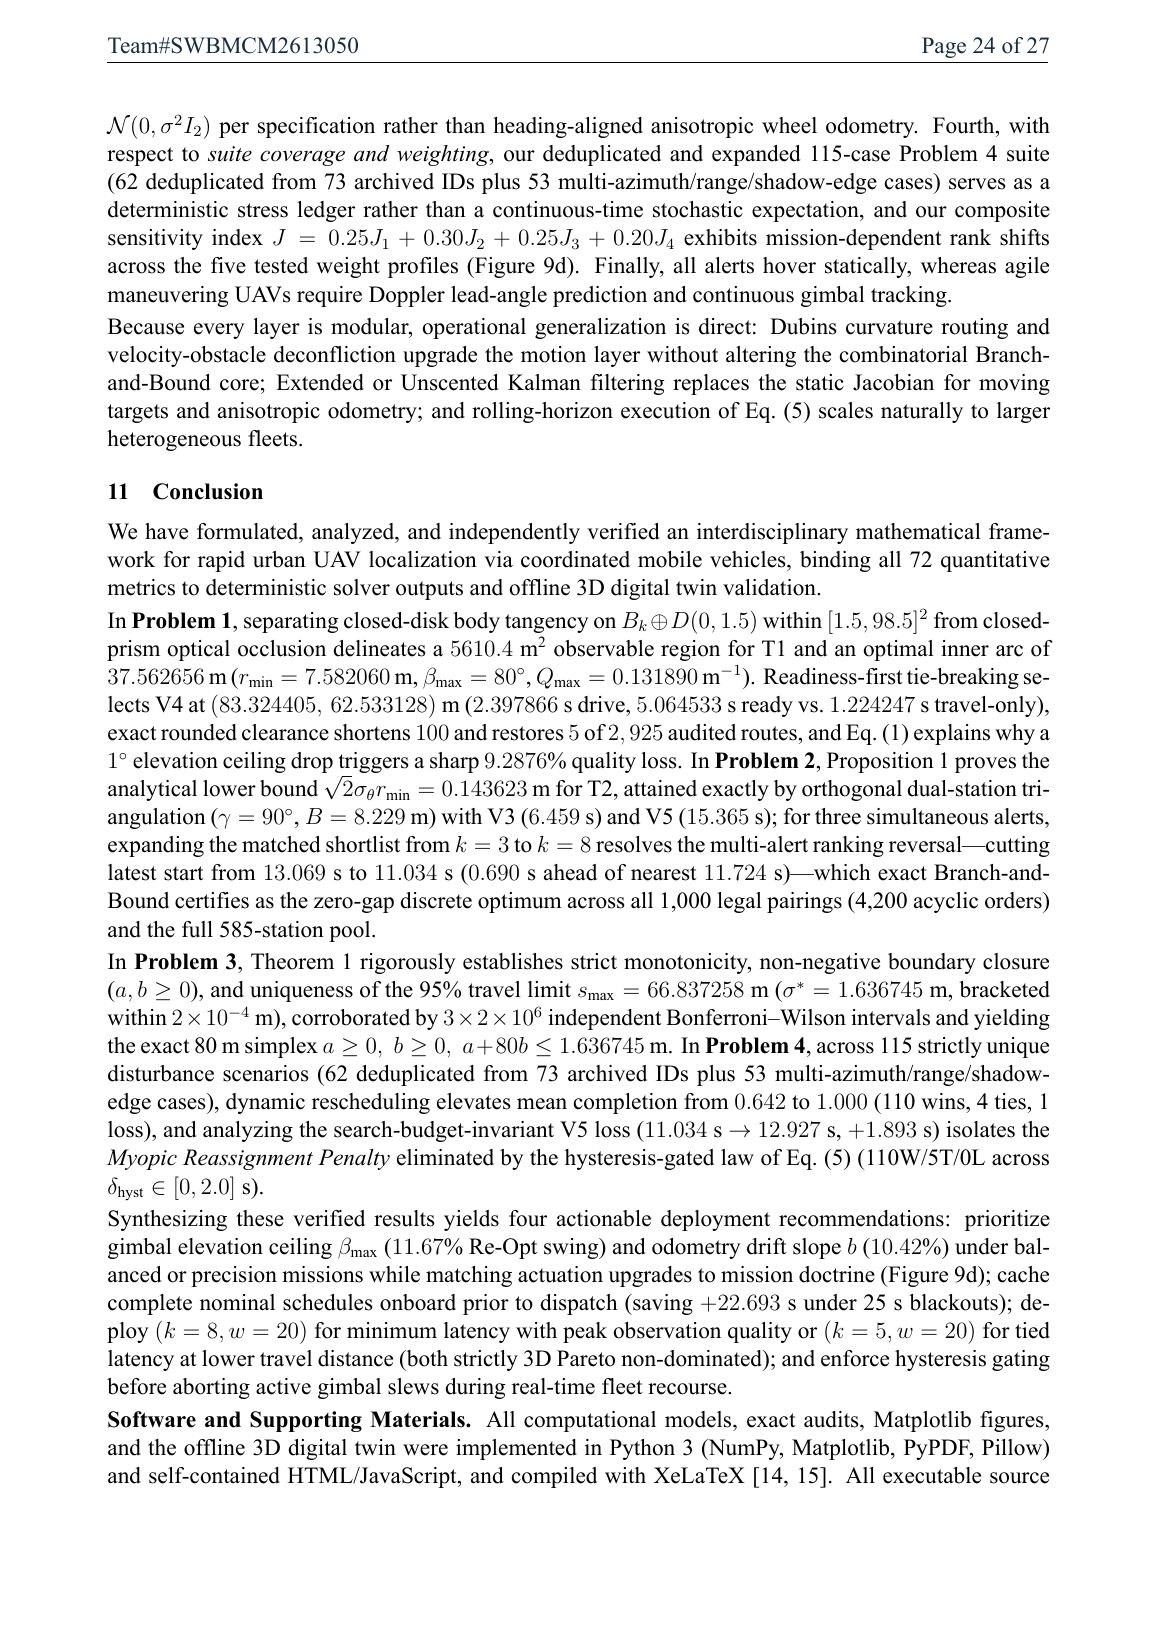 Team#SWBMCM2613050 Page 24 of 27
𝒩(0, σ²I₂) per specification rather than heading-aligned anisotropic wheel odometry. Fourth, with
respect to suite coverage and weighting, our deduplicated and expanded 115-case Problem 4 suite
(62 deduplicated from 73 archived IDs plus 53 multi-azimuth/range/shadow-edge cases) serves as a
deterministic stress ledger rather than a continuous-time stochastic expectation, and our composite
sensitivity index J = 0.25J₁ + 0.30J₂ + 0.25J₃ + 0.20J₄ exhibits mission-dependent rank shifts
across the five tested weight profiles (Figure 9d). Finally, all alerts hover statically, whereas agile
maneuvering UAVs require Doppler lead-angle prediction and continuous gimbal tracking.
Because every layer is modular, operational generalization is direct: Dubins curvature routing and
velocity-obstacle deconfliction upgrade the motion layer without altering the combinatorial Branch-
and-Bound core; Extended or Unscented Kalman filtering replaces the static Jacobian for moving
targets and anisotropic odometry; and rolling-horizon execution of Eq. (5) scales naturally to larger
heterogeneous fleets.
11 Conclusion
We have formulated, analyzed, and independently verified an interdisciplinary mathematical frame-
work for rapid urban UAV localization via coordinated mobile vehicles, binding all 72 quantitative
metrics to deterministic solver outputs and offline 3D digital twin validation.
In Problem 1, separating closed-disk body tangency on Bₖ⊕D(0, 1.5) within [1.5, 98.5]² from closed-
prism optical occlusion delineates a 5610.4 m² observable region for T1 and an optimal inner arc of
37.562656 m (r_min = 7.582060 m, β_max = 80°, Q_max = 0.131890 m⁻¹). Readiness-first tie-breaking se-
lects V4 at (83.324405, 62.533128) m (2.397866 s drive, 5.064533 s ready vs. 1.224247 s travel-only),
exact rounded clearance shortens 100 and restores 5 of 2, 925 audited routes, and Eq. (1) explains why a
1° elevation ceiling drop triggers a sharp 9.2876% quality loss. In Problem 2, Proposition 1 proves the
analytical lower bound √2σ_θr_min = 0.143623 m for T2, attained exactly by orthogonal dual-station tri-
angulation (γ = 90°, B = 8.229 m) with V3 (6.459 s) and V5 (15.365 s); for three simultaneous alerts,
expanding the matched shortlist from k = 3 to k = 8 resolves the multi-alert ranking reversal—cutting
latest start from 13.069 s to 11.034 s (0.690 s ahead of nearest 11.724 s)—which exact Branch-and-
Bound certifies as the zero-gap discrete optimum across all 1,000 legal pairings (4,200 acyclic orders)
and the full 585-station pool.
In Problem 3, Theorem 1 rigorously establishes strict monotonicity, non-negative boundary closure
(a, b ≥ 0), and uniqueness of the 95% travel limit s_max = 66.837258 m (σ* = 1.636745 m, bracketed
within 2×10⁻⁴ m), corroborated by 3×2×10⁶ independent Bonferroni–Wilson intervals and yielding
the exact 80 m simplex a ≥ 0, b ≥ 0, a+80b ≤ 1.636745 m. In Problem 4, across 115 strictly unique
disturbance scenarios (62 deduplicated from 73 archived IDs plus 53 multi-azimuth/range/shadow-
edge cases), dynamic rescheduling elevates mean completion from 0.642 to 1.000 (110 wins, 4 ties, 1
loss), and analyzing the search-budget-invariant V5 loss (11.034 s → 12.927 s, +1.893 s) isolates the
Myopic Reassignment Penalty eliminated by the hysteresis-gated law of Eq. (5) (110W/5T/0L across
δ_hyst ∈ [0, 2.0] s).
Synthesizing these verified results yields four actionable deployment recommendations: prioritize
gimbal elevation ceiling β_max (11.67% Re-Opt swing) and odometry drift slope b (10.42%) under bal-
anced or precision missions while matching actuation upgrades to mission doctrine (Figure 9d); cache
complete nominal schedules onboard prior to dispatch (saving +22.693 s under 25 s blackouts); de-
ploy (k = 8, w = 20) for minimum latency with peak observation quality or (k = 5, w = 20) for tied
latency at lower travel distance (both strictly 3D Pareto non-dominated); and enforce hysteresis gating
before aborting active gimbal slews during real-time fleet recourse.
Software and Supporting Materials. All computational models, exact audits, Matplotlib figures,
and the offline 3D digital twin were implemented in Python 3 (NumPy, Matplotlib, PyPDF, Pillow)
and self-contained HTML/JavaScript, and compiled with XeLaTeX [14, 15]. All executable source